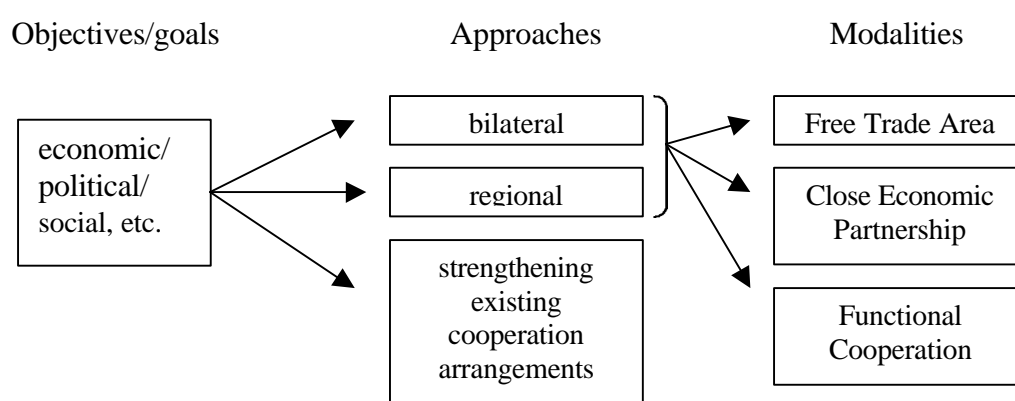 Objectives/goals
Approaches
Modalities
economic/
political/
social, etc.
bilateral
regional
strengthening
existing
cooperation
arrangements
Free Trade Area
Close Economic
Partnership
Functional
Cooperation